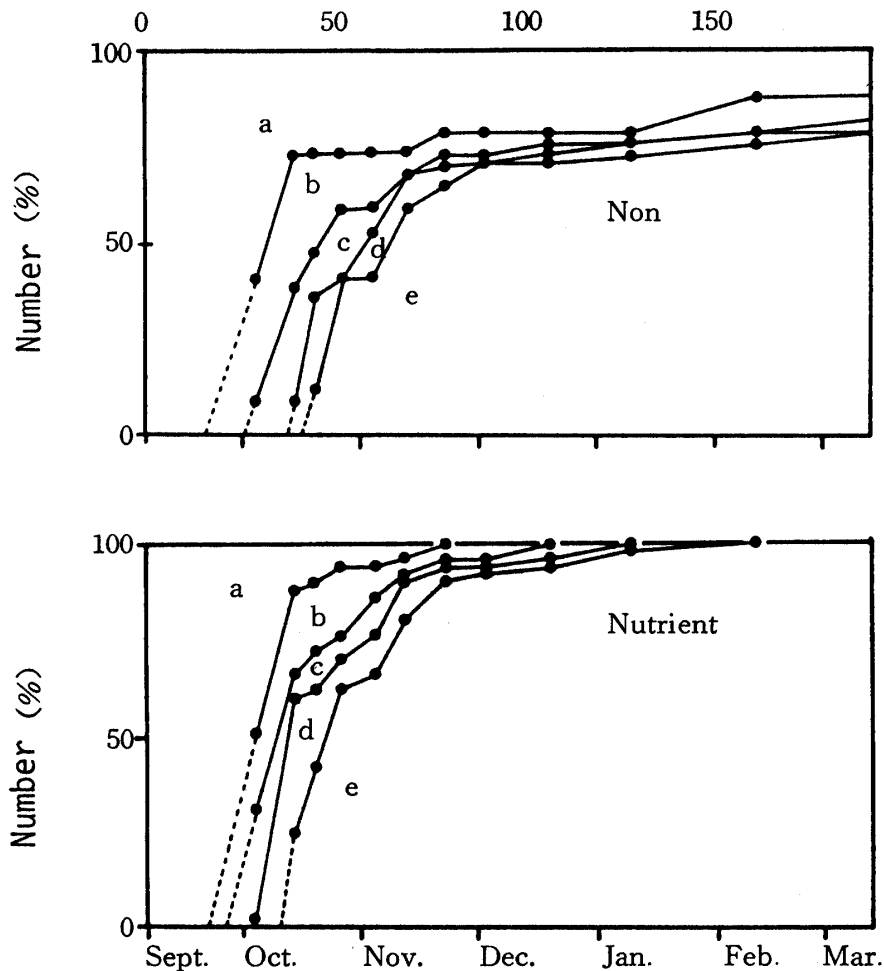 0 50 100 150
100
a
b
Non
50
c d
e
Number (%)
0
100
a
b
Nutrient
c
50
d
e
Number (%)
0
Sept. Oct. Nov. Dec. Jan. Feb. Mar.